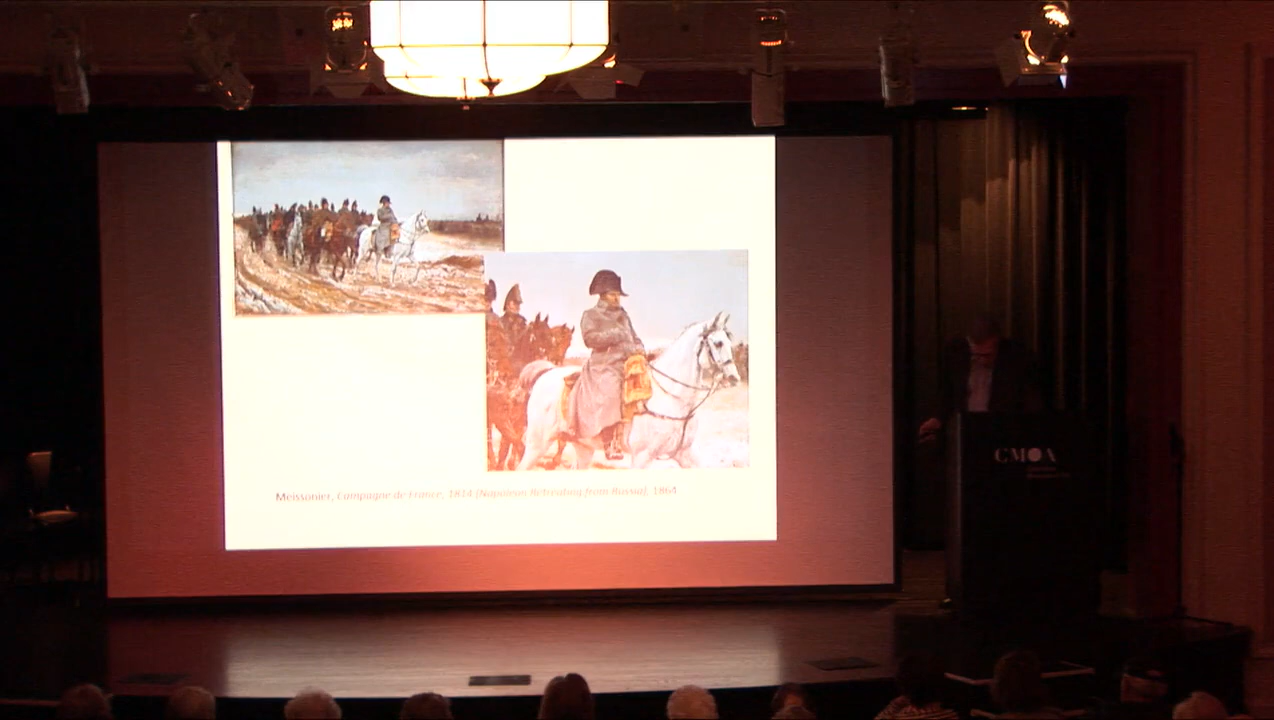 Meissonier, Campagne de France, 1814 (Napoleon Retreating from Russia), 1864
CMOA